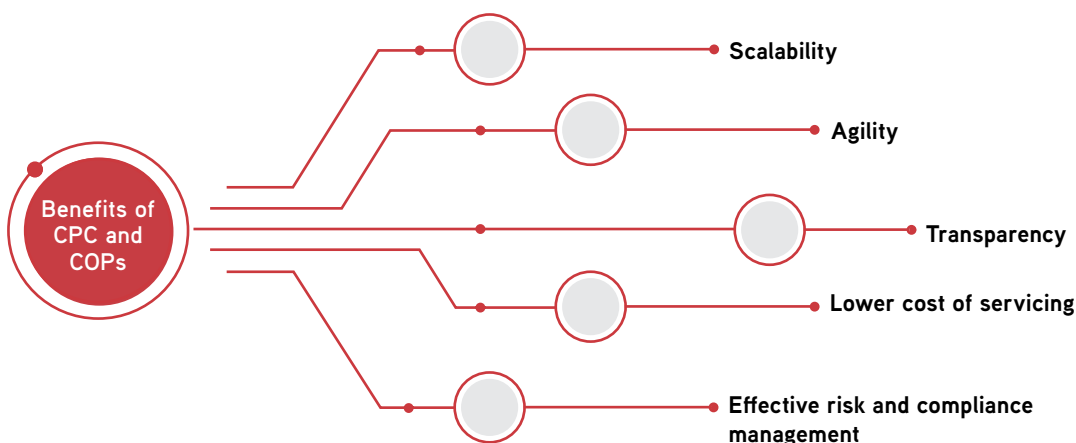 Benefits of
CPC and
COPs
Scalability
Agility
Transparency
Lower cost of servicing
Effective risk and compliance
management